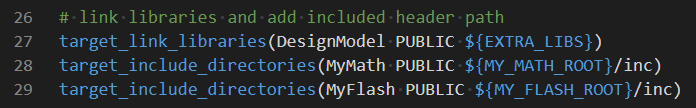 26 # link libraries and add included header path
27 target_link_libraries(DesignModel PUBLIC ${EXTRA_LIBS})
28 target_include_directories(MyMath PUBLIC ${MY_MATH_ROOT}/inc)
29 target_include_directories(MyFlash PUBLIC ${MY_FLASH_ROOT}/inc)